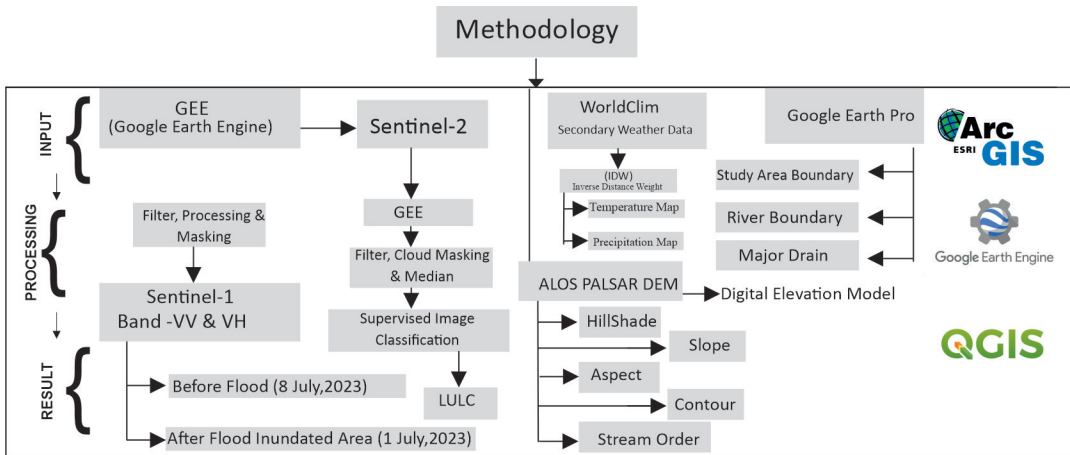 Methodology
INPUT
PROCESSING
RESULT
GEE
(Google Earth Engine)
Sentinel-2
Filter, Processing &
Masking
Sentinel-1
Band -VV & VH
Before Flood (8 July,2023)
After Flood Inundated Area (1 July,2023)
GEE
Filter, Cloud Masking
& Median
Supervised Image
Classification
LULC
WorldClim
Secondary Weather Data
(IDW)
Inverse Distance Weight
Temperature Map
Precipitation Map
Google Earth Pro
Study Area Boundary
River Boundary
Major Drain
ALOS PALSAR DEM
Digital Elevation Model
HillShade
Slope
Aspect
Contour
Stream Order
Arc
ESRI
GIS
Google Earth Engine
QGIS